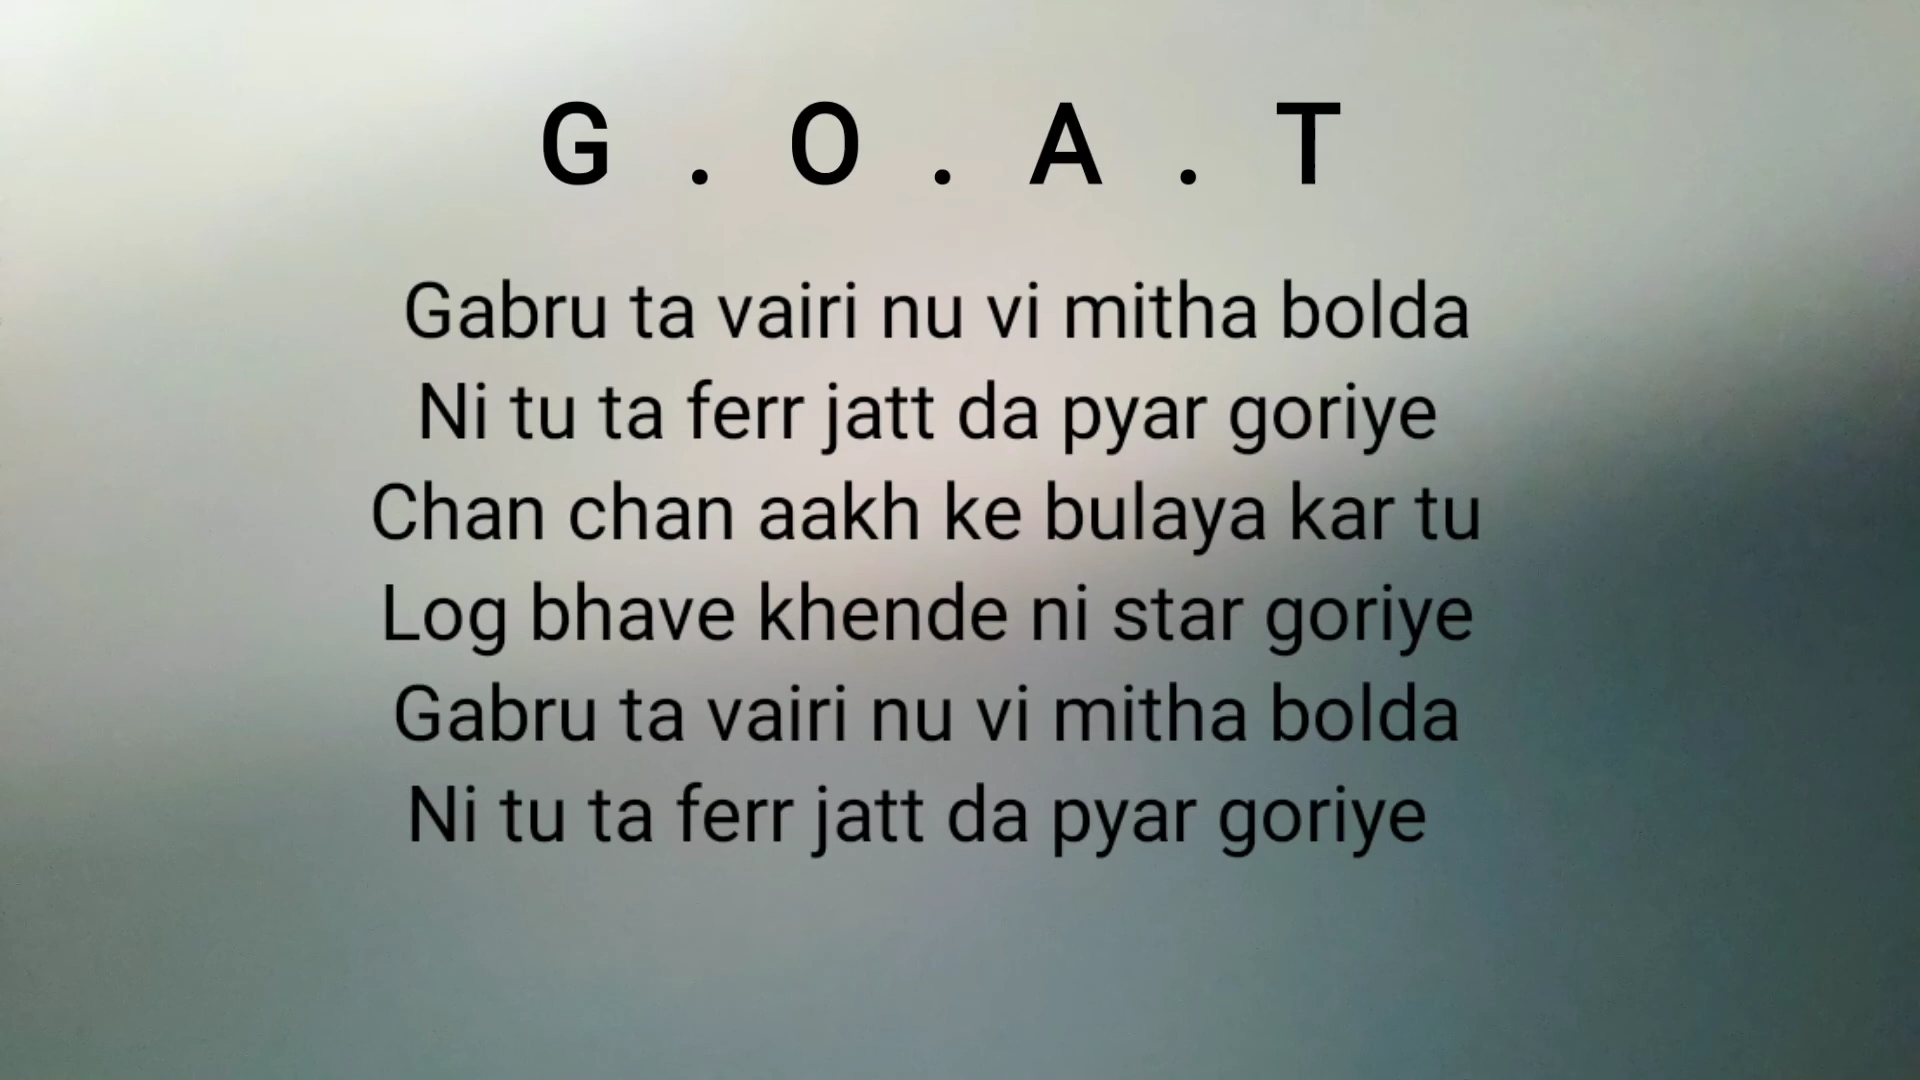 G . O . A . T
Gabru ta vairi nu vi mitha bolda
Ni tu ta ferr jatt da pyar goriye
Chan chan aakh ke bulaya kar tu
Log bhave khende ni star goriye
Gabru ta vairi nu vi mitha bolda
Ni tu ta ferr jatt da pyar goriye